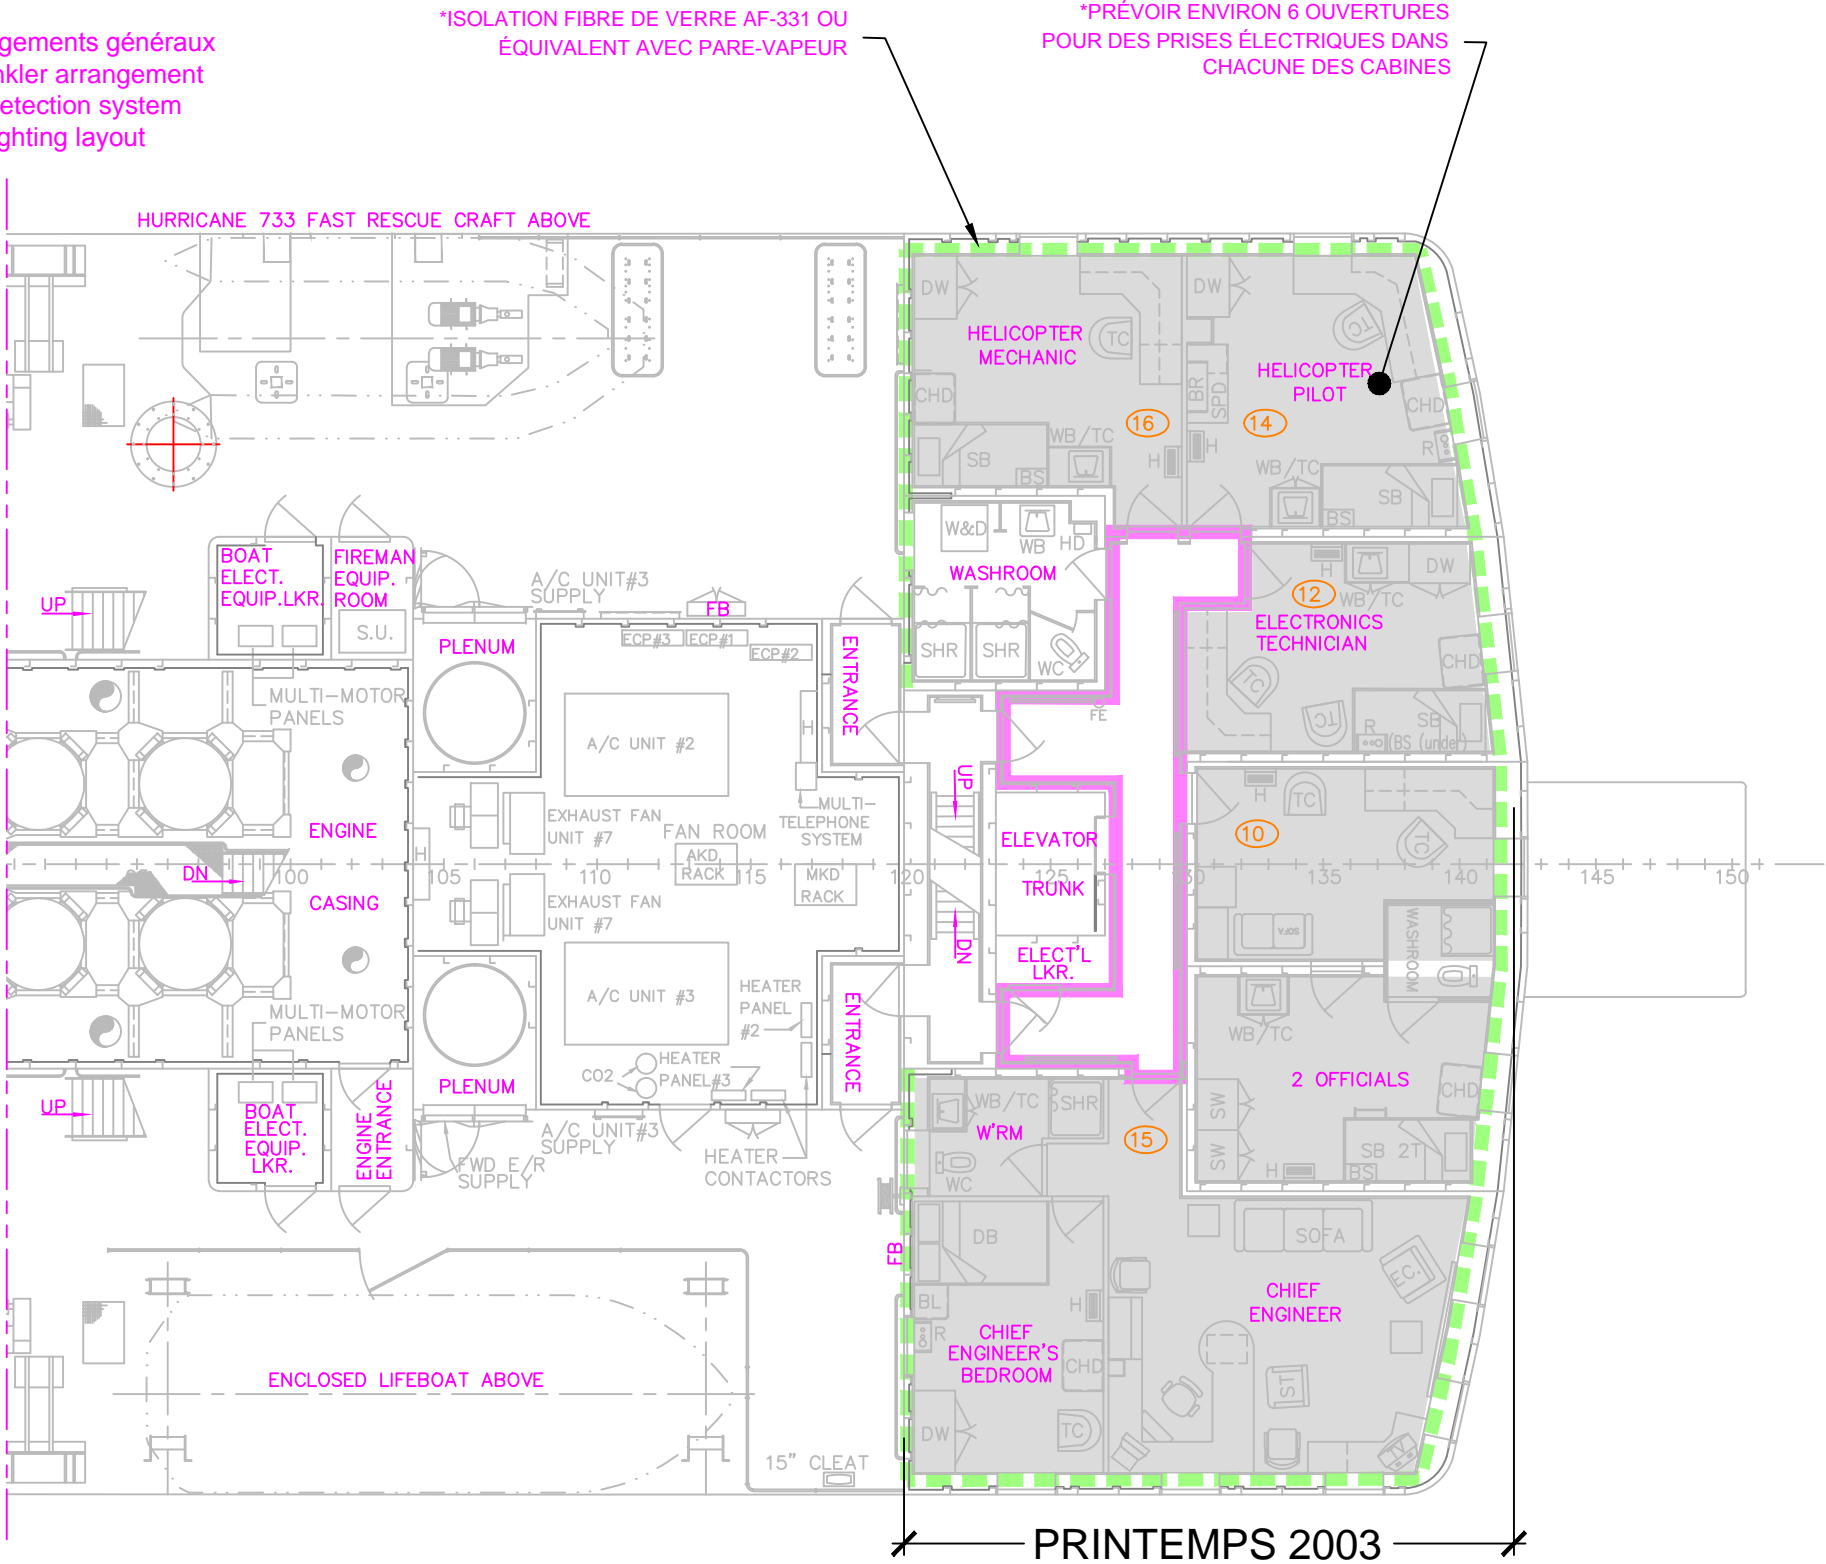 *ISOLATION FIBRE DE VERRE AF-331 OU
ÉQUIVALENT AVEC PARE-VAPEUR
*PRÉVOIR ENVIRON 6 OUVERTURES
POUR DES PRISES ÉLECTRIQUES DANS
CHACUNE DES CABINES
gements généraux
nkler arrangement
etection system
ghting layout
HURRICANE 733 FAST RESCUE CRAFT ABOVE
DW
HELICOPTER
MECHANIC
TC
CHD
16
SB
BS
WB/TC
H
DW
TC
HELICOPTER
PILOT
BR
SPD
CHD
14
H
R
WB/TC
SB
BS
BOAT
ELECT.
EQUIP.LKR.
FIREMAN
EQUIP.
ROOM
S.U.
UP
A/C UNIT#3
SUPPLY
FB
W&D
WB
HD
WASHROOM
SHR
SHR
WC
H
DW
12
WB/TC
ELECTRONICS
TECHNICIAN
CHD
TC
TC
R
SB
(BS (under)
PLENUM
ECP#3
ECP#1
ECP#2
ENTRANCE
FE
MULTI-MOTOR
PANELS
A/C UNIT #2
H
UP
H
TC
TC
10
ENGINE
CASING
EXHAUST FAN
UNIT #7
FAN ROOM
MULTI-
TELEPHONE
SYSTEM
ELEVATOR
TRUNK
H
DN
AKD
RACK
MKD
RACK
100
105
110
115
120
125
130
135
140
145
150
EXHAUST FAN
UNIT #7
DN
ELECT'L
LKR.
SOFA
WASHROOM
A/C UNIT #3
HEATER
PANEL
#2
MULTI-MOTOR
PANELS
ENTRANCE
WB/TC
2 OFFICIALS
CHD
SW
SW
H
SB 2T
BS
UP
PLENUM
CO2
HEATER
PANEL#3
BOAT
ELECT.
EQUIP.
LKR.
ENGINE
ENTRANCE
FWD E/R
SUPPLY
A/C UNIT#3
SUPPLY
HEATER
CONTACTORS
WB/TC
SHR
W'RM
WC
15
FB
DB
SOFA
E.C.
BL
R
H
CHIEF
ENGINEER
CHIEF
ENGINEER'S
BEDROOM
CHD
ENCLOSED LIFEBOAT ABOVE
ST
DW
TC
TV
15" CLEAT
PRINTEMPS 2003